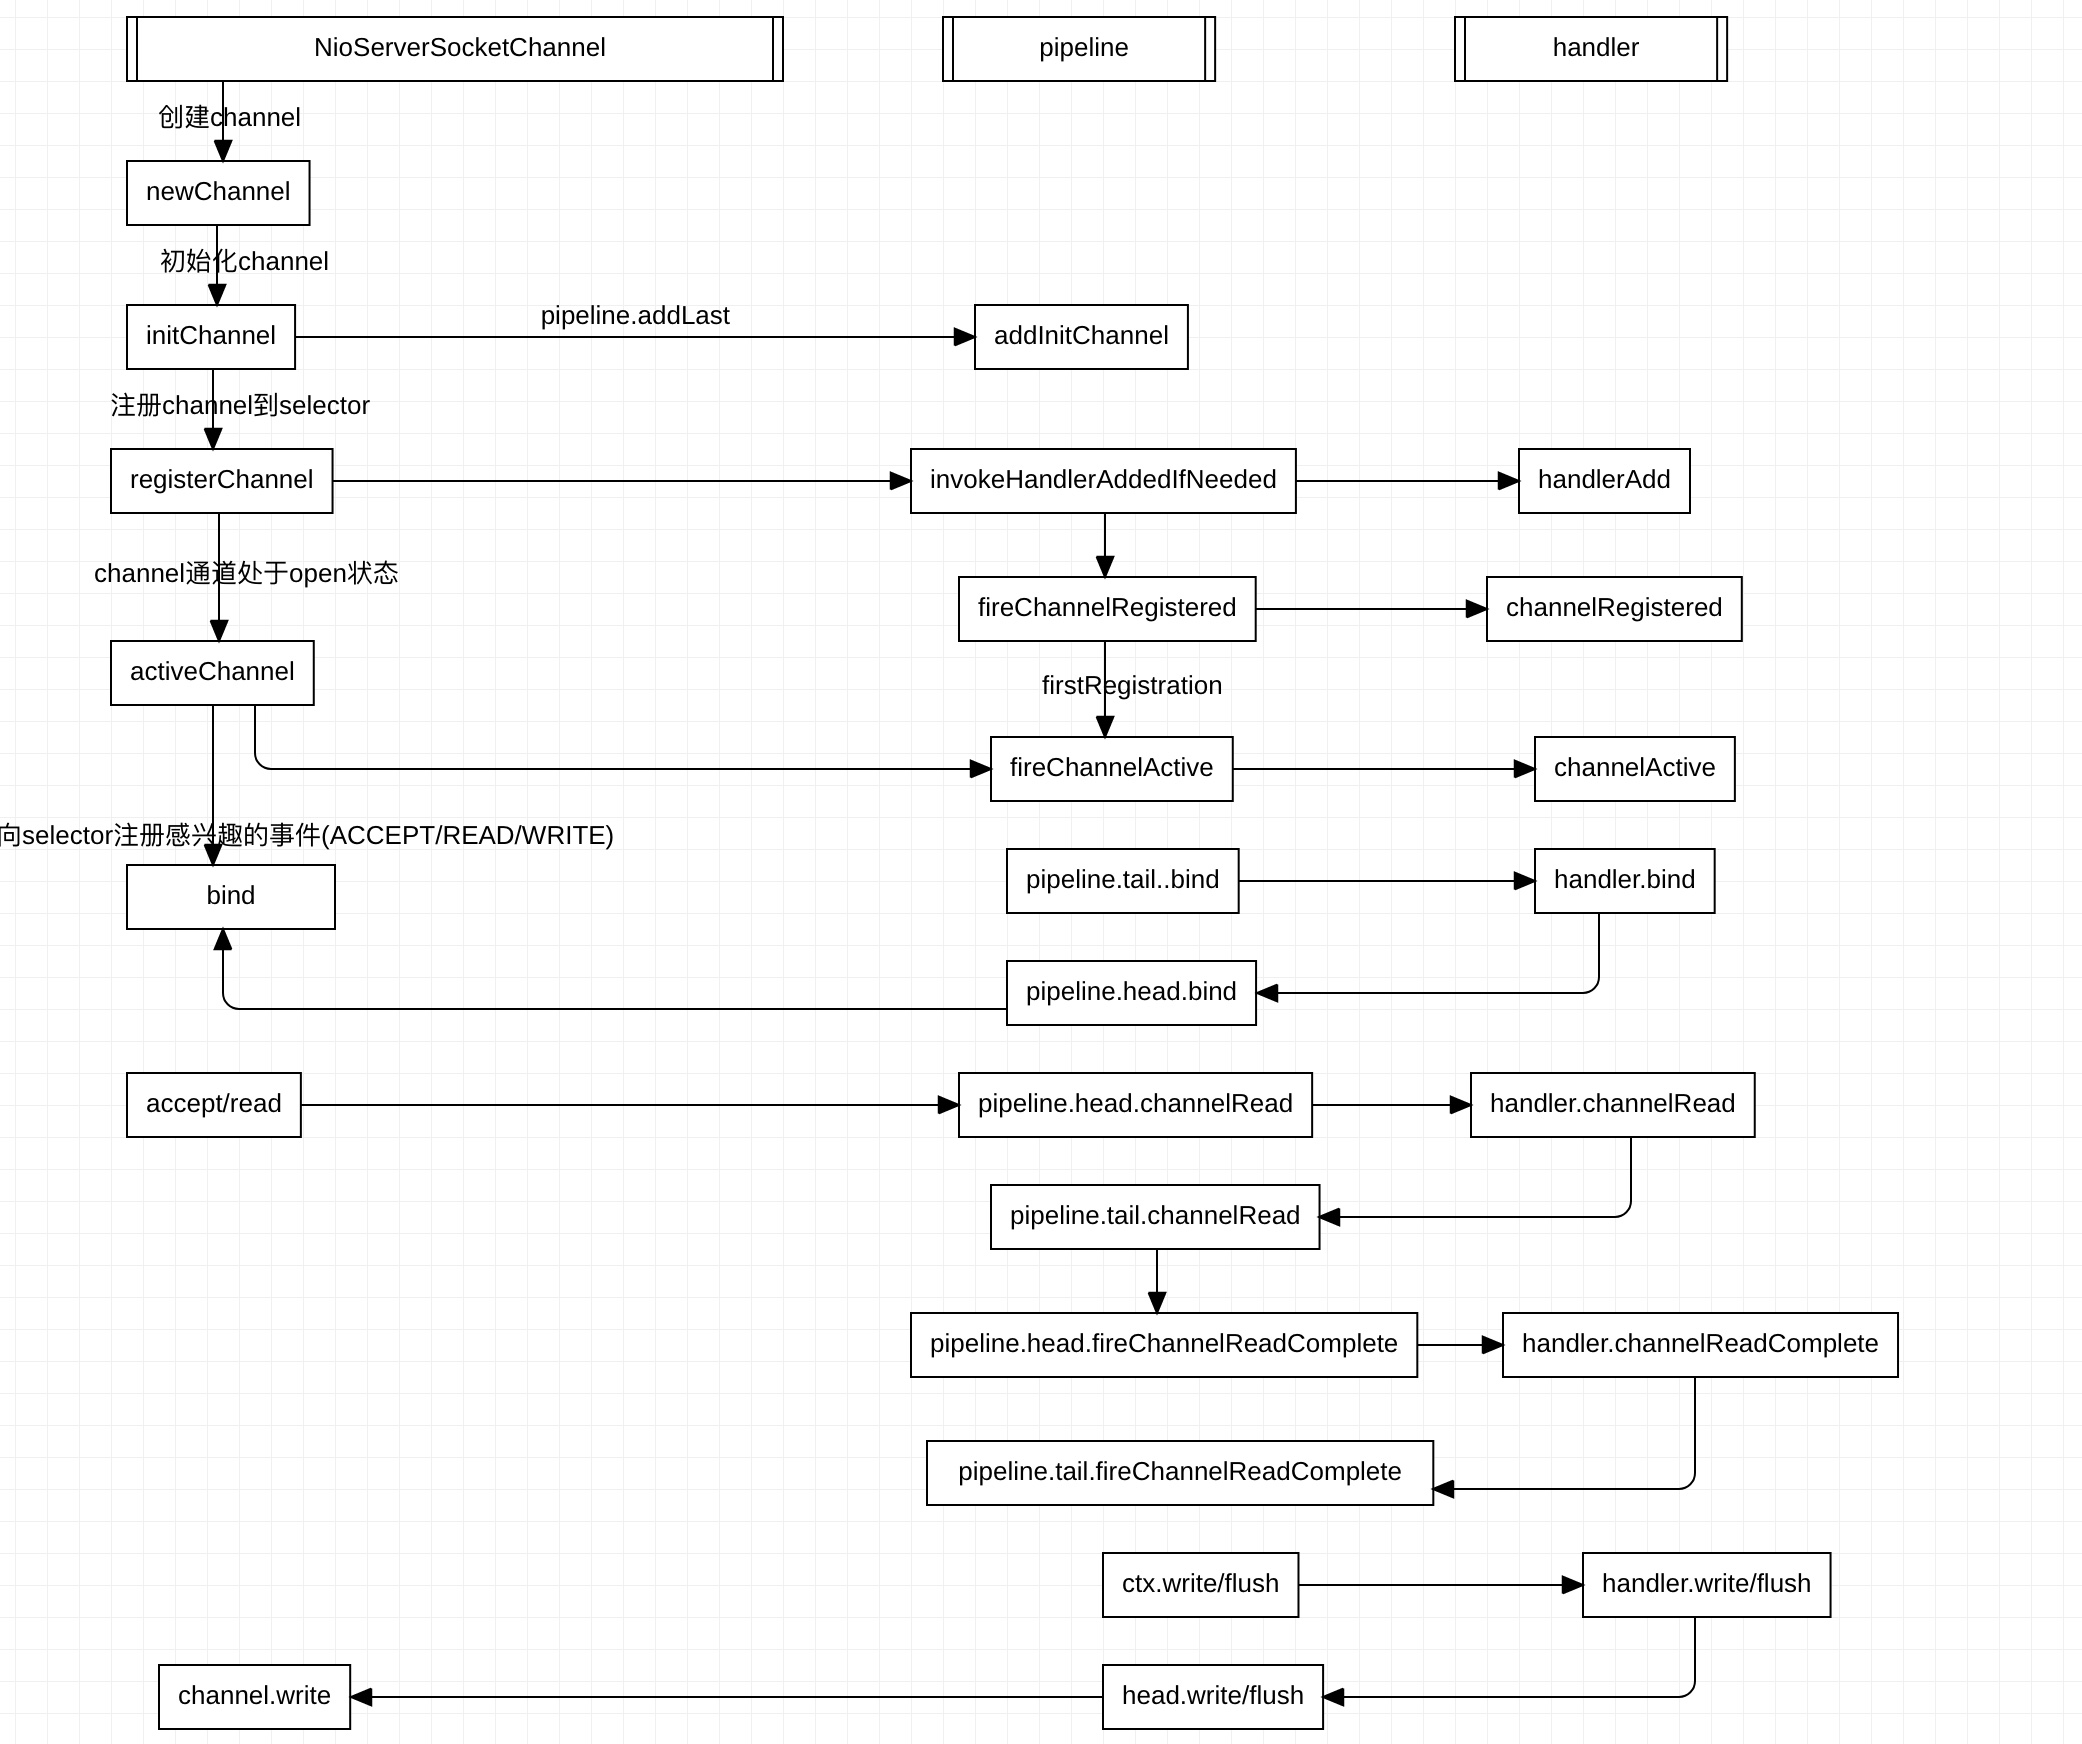 NioServerSocketChannel
pipeline
handler
创建channel
newChannel
初始化channel
initChannel
pipeline.addLast
addInitChannel
注册channel到selector
registerChannel
invokeHandlerAddedIfNeeded
handlerAdd
channel通道处于open状态
fireChannelRegistered
channelRegistered
activeChannel
firstRegistration
fireChannelActive
channelActive
向selector注册感兴趣的事件(ACCEPT/READ/WRITE)
bind
pipeline.tail..bind
handler.bind
pipeline.head.bind
accept/read
pipeline.head.channelRead
handler.channelRead
pipeline.tail.channelRead
pipeline.head.fireChannelReadComplete
handler.channelReadComplete
pipeline.tail.fireChannelReadComplete
ctx.write/flush
handler.write/flush
channel.write
head.write/flush